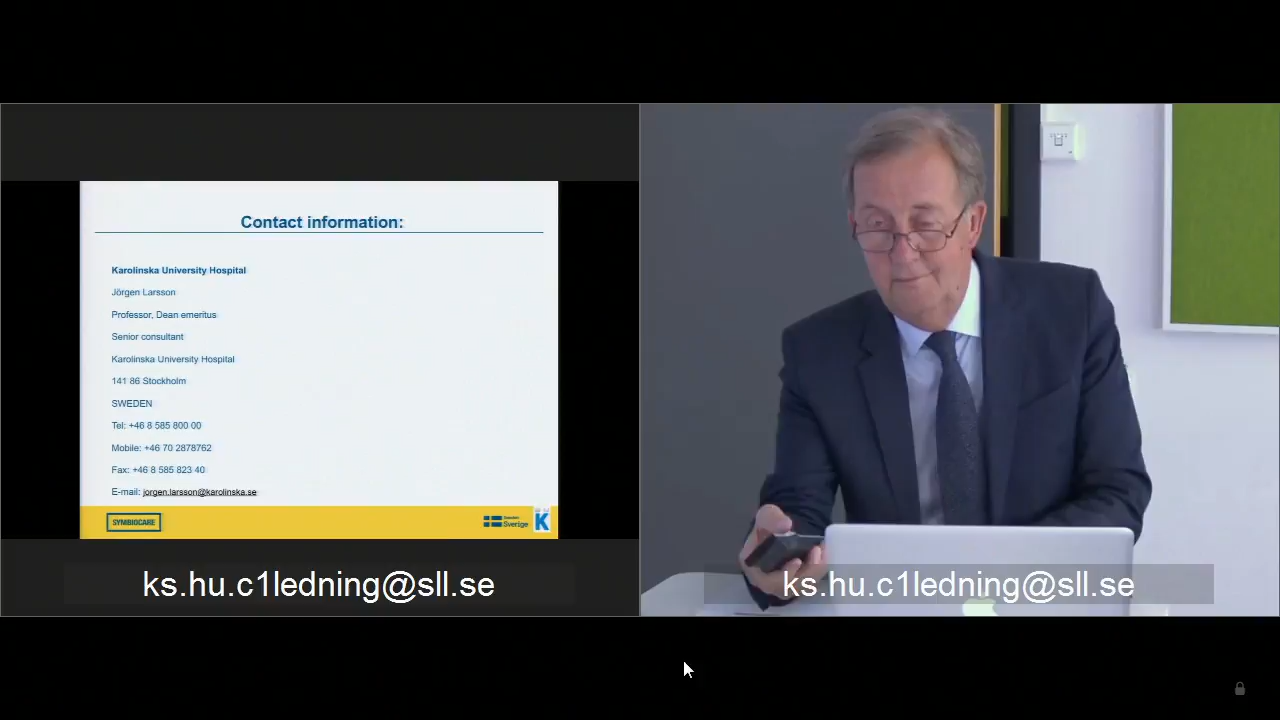 Contact information:
Karolinska University Hospital
Jörgen Larsson
Professor, Dean emeritus
Senior consultant
Karolinska University Hospital
141 86 Stockholm
SWEDEN
Tel: +46 8 585 800 00
Mobile: +46 70 2878762
Fax: +46 8 585 823 40
E-mail: jorgen.larsson@karolinska.se
SYMBIOCARE
Sweden
Sverige
K
ks.hu.c1ledning@sll.se
ks.hu.c1ledning@sll.se